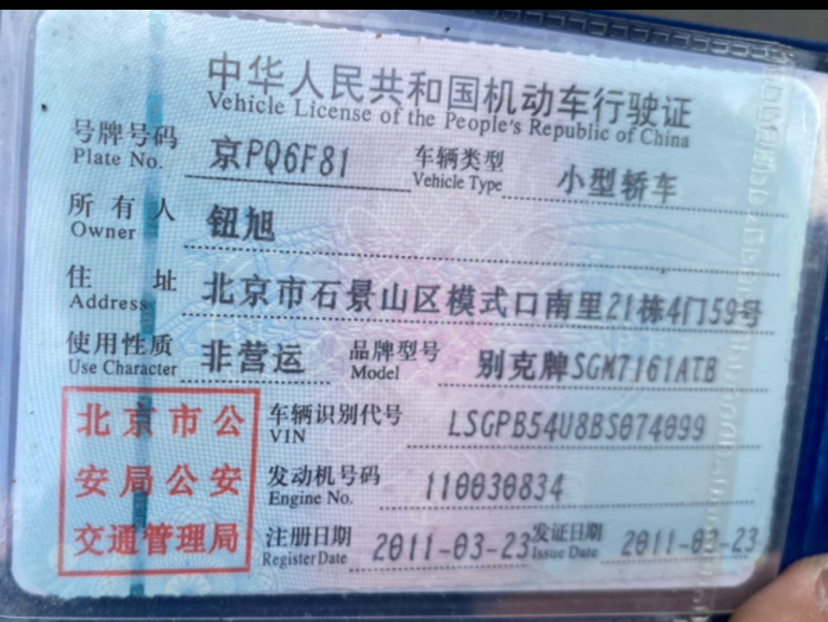 中华人民共和国机动车行驶证
Vehicle License of the People's Republic of China
号牌号码 京PQ6F81 车辆类型 小型轿车
Plate No. Vehicle Type
所有人 钮旭
Owner
住址 北京市石景山区模式口南里21栋4门59号
Address
使用性质 非营运 品牌型号 别克牌SGM7161ATB
Use Character Model
北京市公
安局公安
交通管理局
车辆识别代号 LSGPB54U8BS074099
VIN
发动机号码 110030834
Engine No.
注册日期 2011-03-23 发证日期 2011-03-23
Register Date Issue Date